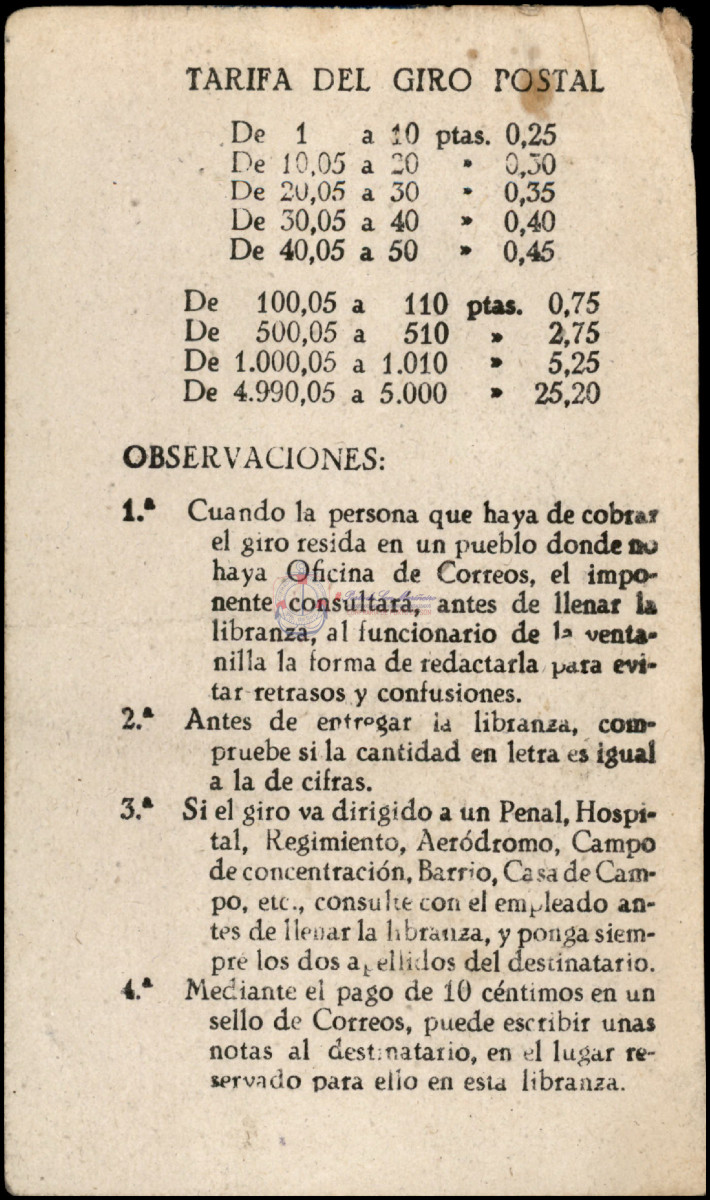 TARIFA DEL GIRO POSTAL
De 1 a 10 ptas. 0,25
De 10,05 a 20 » 0,30
De 20,05 a 30 » 0,35
De 30,05 a 40 » 0,40
De 40,05 a 50 » 0,45
De 100,05 a 110 ptas. 0,75
De 500,05 a 510 » 2,75
De 1.000,05 a 1.010 » 5,25
De 4.990,05 a 5.000 » 25,20
OBSERVACIONES:
1.ª Cuando la persona que haya de cobrar
el giro resida en un pueblo donde no
haya Oficina de Correos, el impo-
nente consultará, antes de llenar la
libranza, al funcionario de la venta-
nilla la forma de redactarla para evi-
tar retrasos y confusiones.
2.ª Antes de entregar la libranza, com-
pruebe si la cantidad en letra es igual
a la de cifras.
3.ª Si el giro va dirigido a un Penal, Hospi-
tal, Regimiento, Aeródromo, Campo
de concentración, Barrio, Casa de Cam-
po, etc., consulte con el empleado an-
tes de llenar la libranza, y ponga siem-
pre los dos apellidos del destinatario.
4.ª Mediante el pago de 10 céntimos en un
sello de Correos, puede escribir unas
notas al destinatario, en el lugar re-
servado para ello en esta libranza.